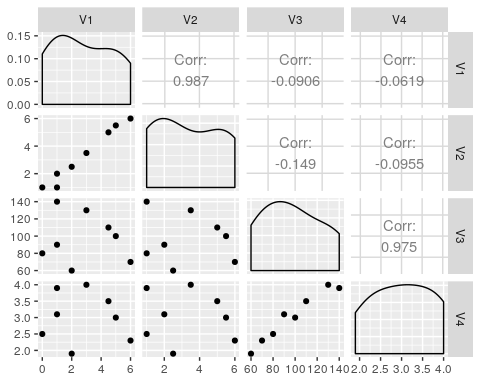 V1 V2 V3 V4
0.15
0.10
0.05
0.00
Corr:
0.987
Corr:
-0.0906
Corr:
-0.0619
V1
6
4
2
Corr:
-0.149
Corr:
-0.0955
V2
140
120
100
80
60
Corr:
0.975
V3
4.0
3.5
3.0
2.5
2.0
V4
0 2 4 6 2 4 6 60 80 100 120 140 2.0 2.5 3.0 3.5 4.0